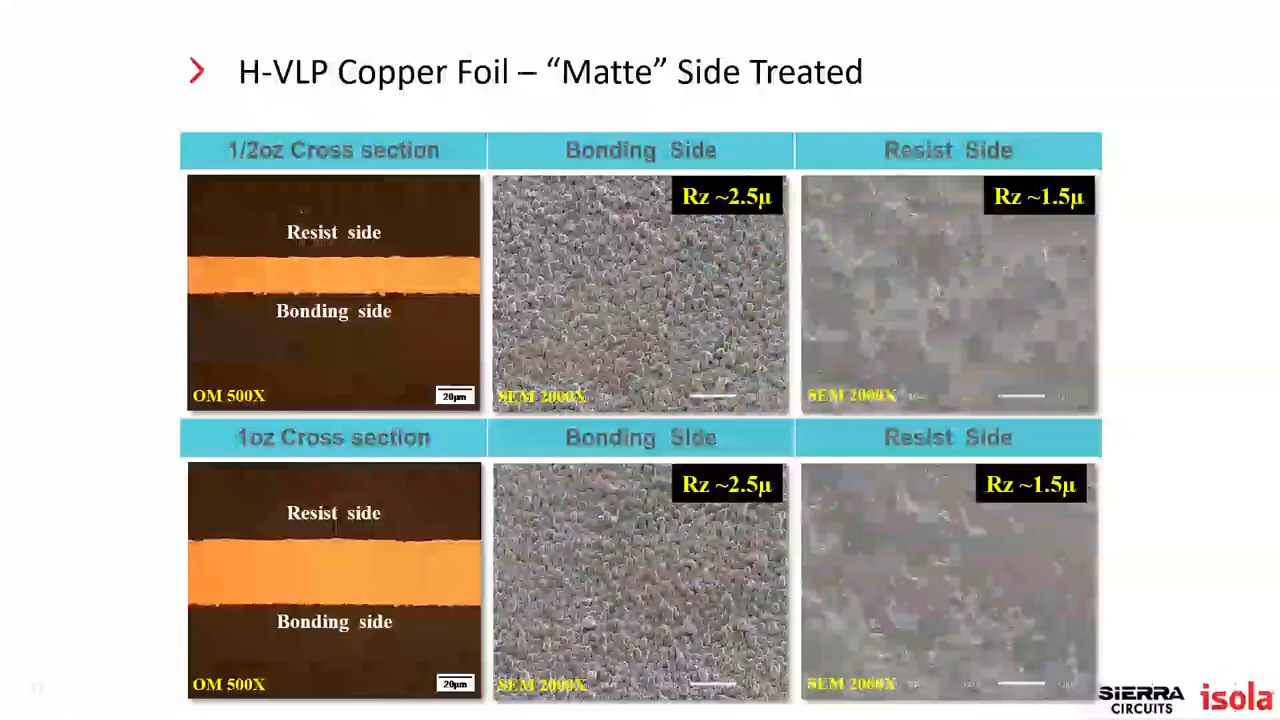 H-VLP Copper Foil – “Matte” Side Treated
1/2oz Cross section
Bonding Side
Resist Side
Resist side
Bonding side
OM 500X
20μm
Rz ~2.5μ
SEM 2000X
Rz ~1.5μ
SEM 2000X
1oz Cross section
Bonding Side
Resist Side
Resist side
Bonding side
OM 500X
20μm
Rz ~2.5μ
SEM 2000X
Rz ~1.5μ
SEM 2000X
SIERRA
CIRCUITS
isola